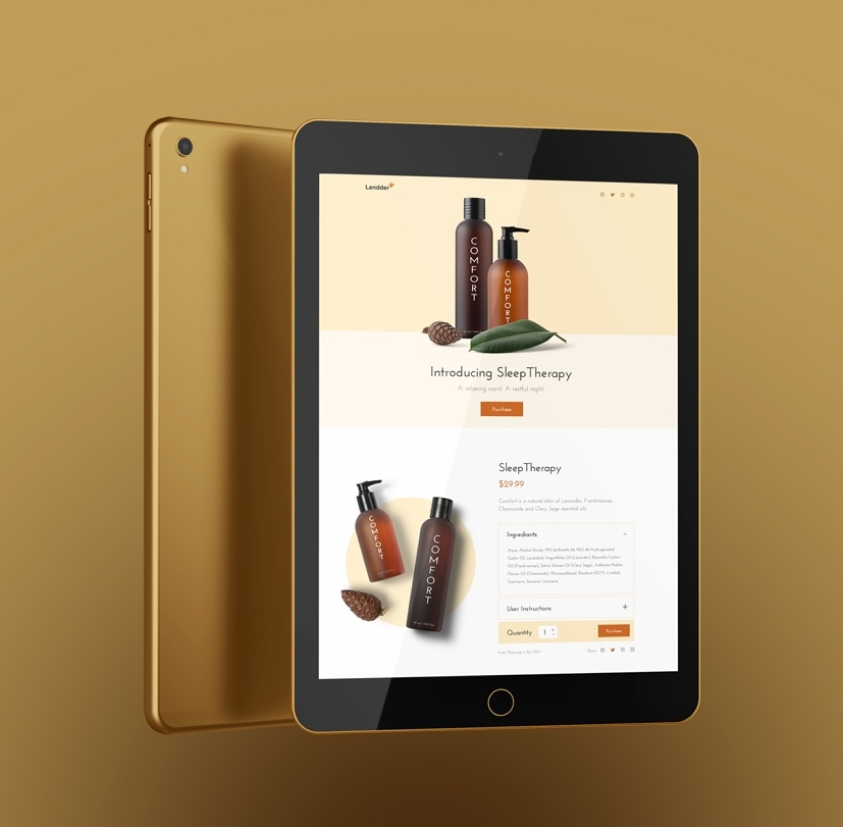 Landder
COMFORT
COMFORT
Introducing SleepTherapy
A relaxing scent. A restful night.
Purchase
SleepTherapy
$29.99
Comfort is a natural elixir of Lavender, Frankincense,
Chamomile and Clary Sage essential oils.
COMFORT
COMFORT
Ingredients
User Instructions
Quantity 1
Purchase
Free Shipping in the USA
Share